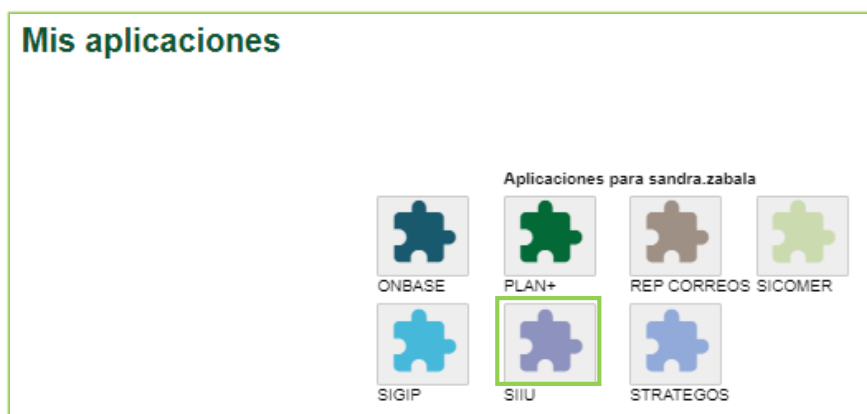 Mis aplicaciones
Aplicaciones para sandra.zabala
ONBASE PLAN+ REP CORREOS SICOMER
SIGIP SIIU STRATEGOS